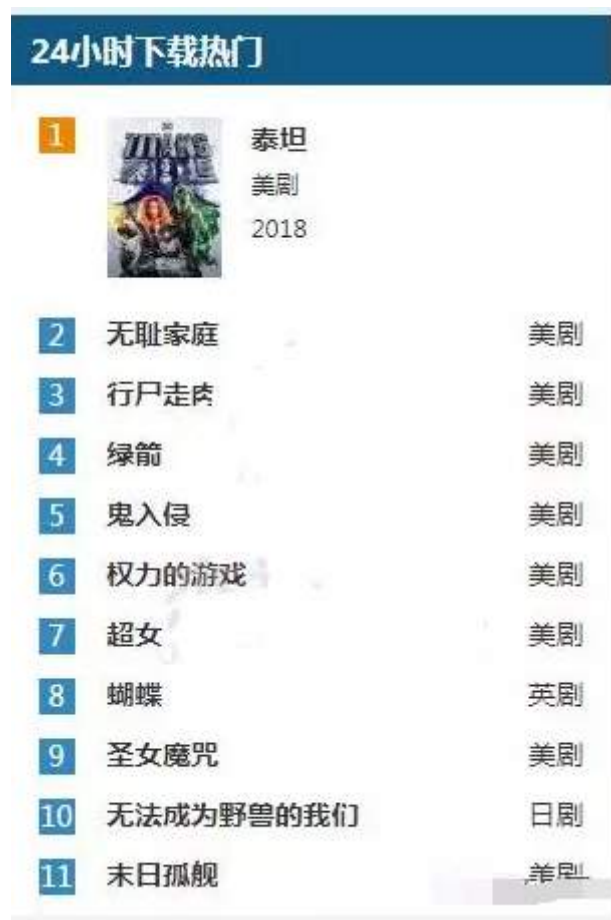 24小时下载热门
1
TITANS
泰坦
美剧
2018
2 无耻家庭 美剧
3 行尸走肉 美剧
4 绿箭 美剧
5 鬼入侵 美剧
6 权力的游戏 美剧
7 超女 美剧
8 蝴蝶 英剧
9 圣女魔咒 美剧
10 无法成为野兽的我们 日剧
11 末日孤舰 美剧